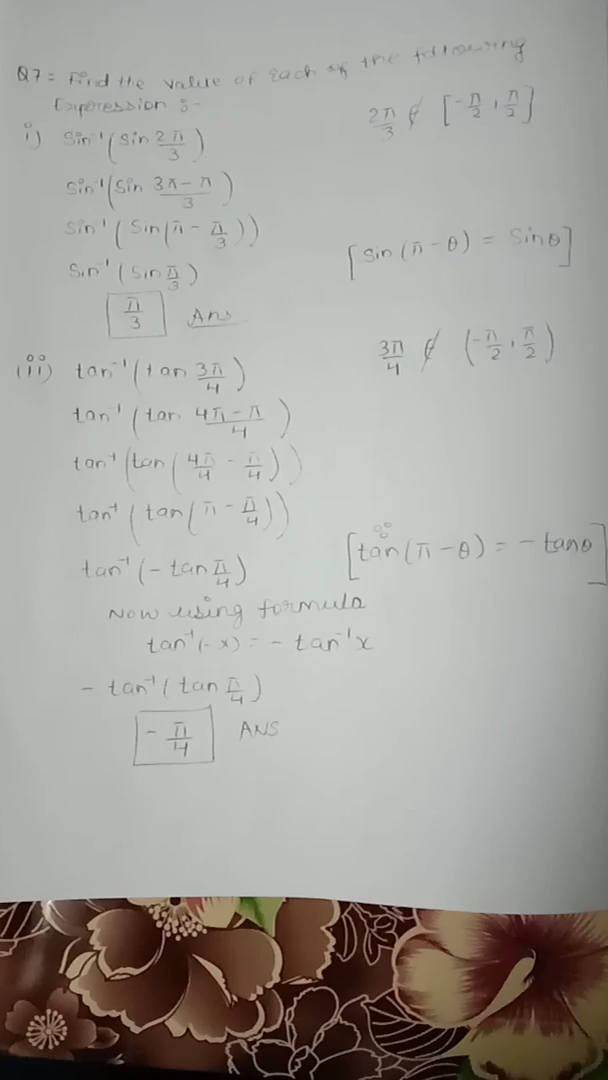 Q7 = Find the value of each of the following
Expression :-
i) sin⁻¹(sin 2π/3)
2π/3 ∉ [-π/2, π/2]
sin⁻¹(sin 3π-π/3)
sin⁻¹(sin(π - π/3))
[sin(π-θ) = sinθ]
sin⁻¹(sin π/3)
π/3 Ans
(ii) tan⁻¹(tan 3π/4)
3π/4 ∉ (-π/2, π/2)
tan⁻¹(tan 4π-π/4)
tan⁻¹(tan(4π/4 - π/4))
tan⁻¹(tan(π - π/4))
[tan(π-θ) = -tanθ]
tan⁻¹(-tan π/4)
Now using formula
tan⁻¹(-x) = - tan⁻¹x
- tan⁻¹(tan π/4)
- π/4 ANS